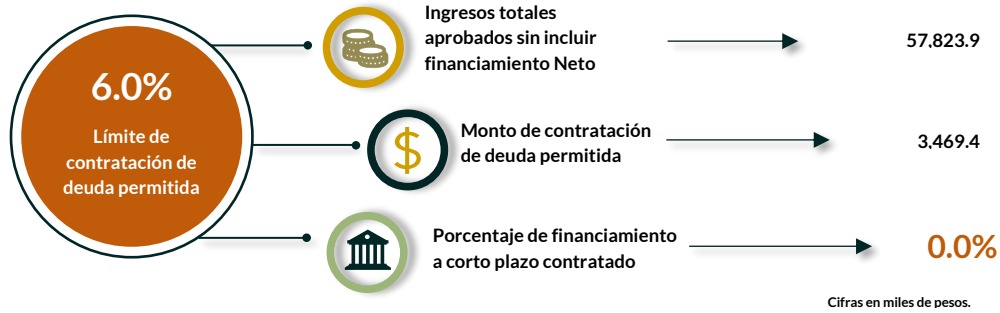 6.0%
Límite de
contratación de
deuda permitida
Ingresos totales
aprobados sin incluir
financiamiento Neto
57,823.9
$
Monto de contratación
de deuda permitida
3,469.4
Porcentaje de financiamiento
a corto plazo contratado
0.0%
Cifras en miles de pesos.